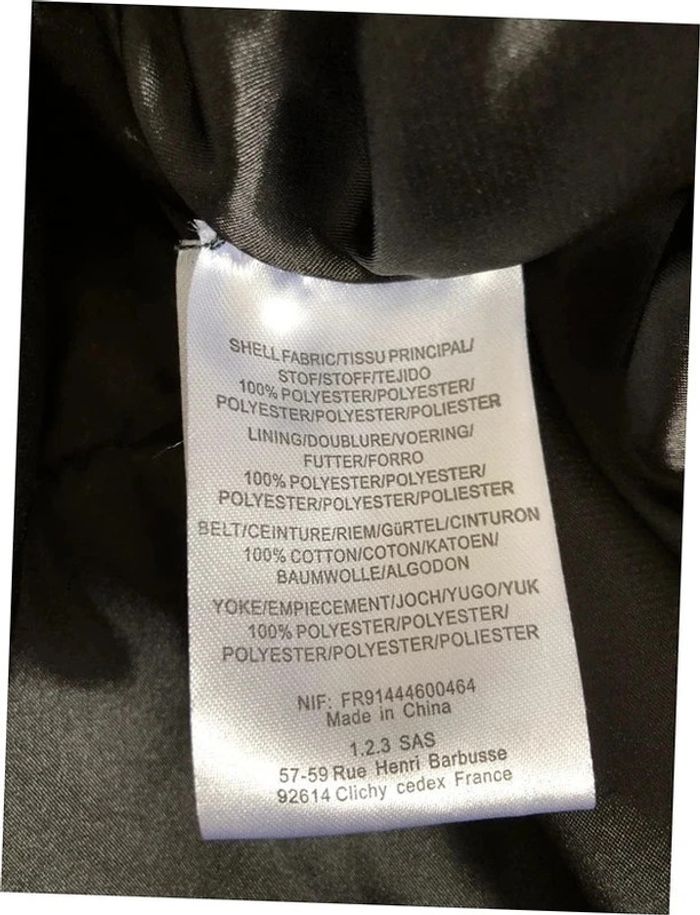 SHELL FABRIC/TISSU PRINCIPAL/
STOF/STOFF/TEJIDO
100% POLYESTER/POLYESTER/
POLYESTER/POLYESTER/POLIESTER
LINING/DOUBLURE/VOERING/
FUTTER/FORRO
100% POLYESTER/POLYESTER/
POLYESTER/POLYESTER/POLIESTER
BELT/CEINTURE/RIEM/GüRTEL/CINTURON
100% COTTON/COTON/KATOEN/
BAUMWOLLE/ALGODON
YOKE/EMPIECEMENT/JOCH/YUGO/YUK
100% POLYESTER/POLYESTER/
POLYESTER/POLYESTER/POLIESTER
NIF: FR91444600464
Made in China
1.2.3 SAS
57-59 Rue Henri Barbusse
92614 Clichy cedex France